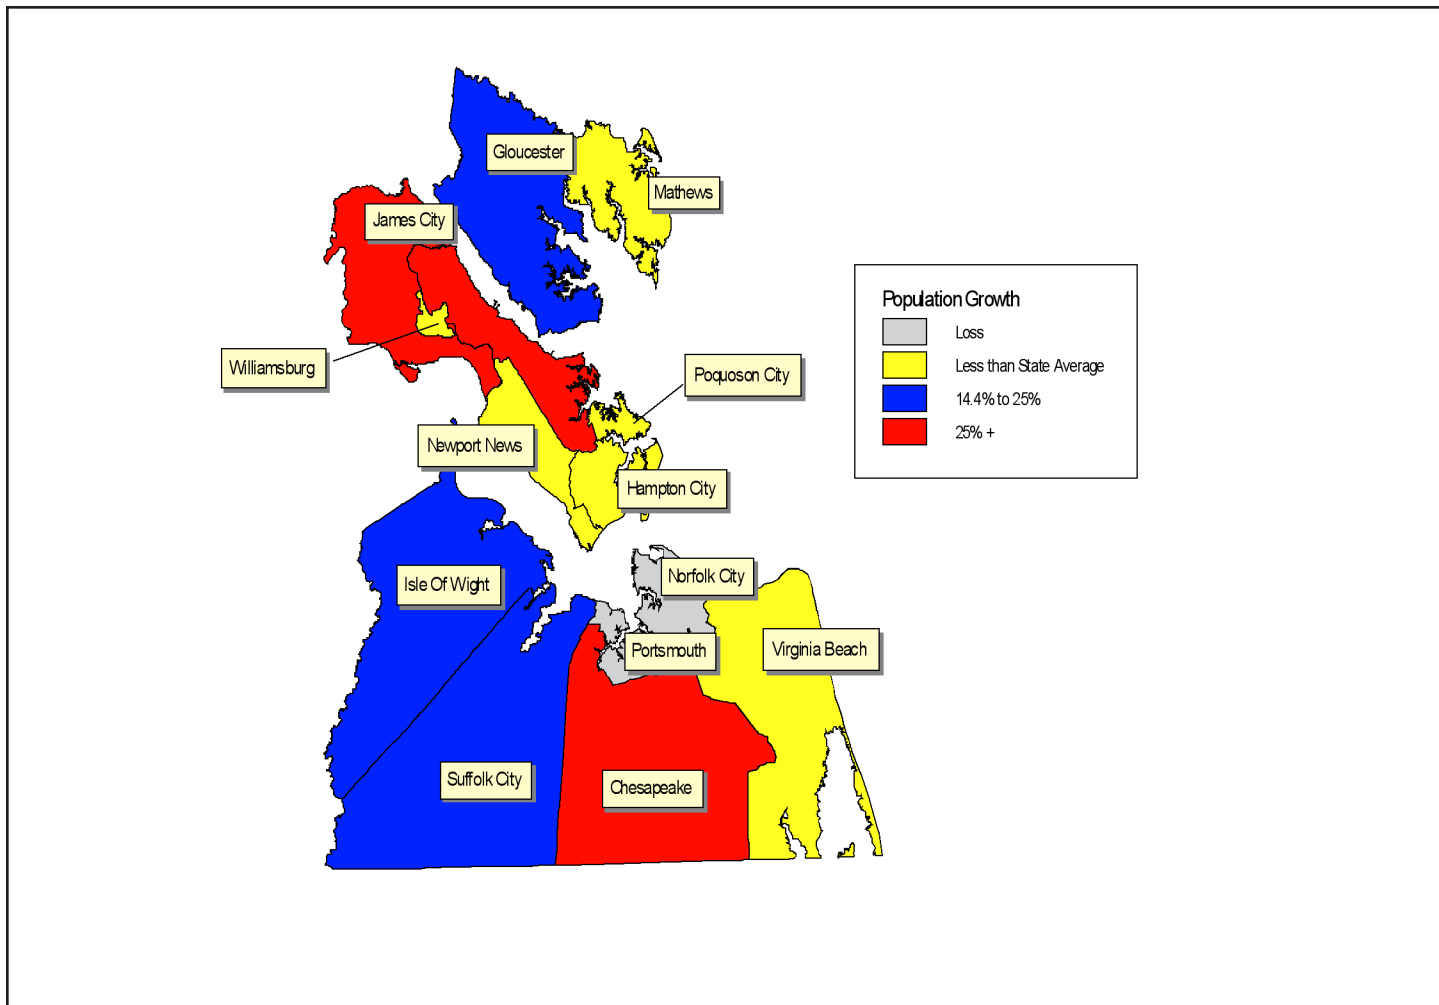 Gloucester
Mathews
James City
Williamsburg
Poquoson City
Newport News
Hampton City
Isle Of Wight
Norfolk City
Portsmouth
Virginia Beach
Suffolk City
Chesapeake
Population Growth
Loss
Less than State Average
14.4% to 25%
25% +